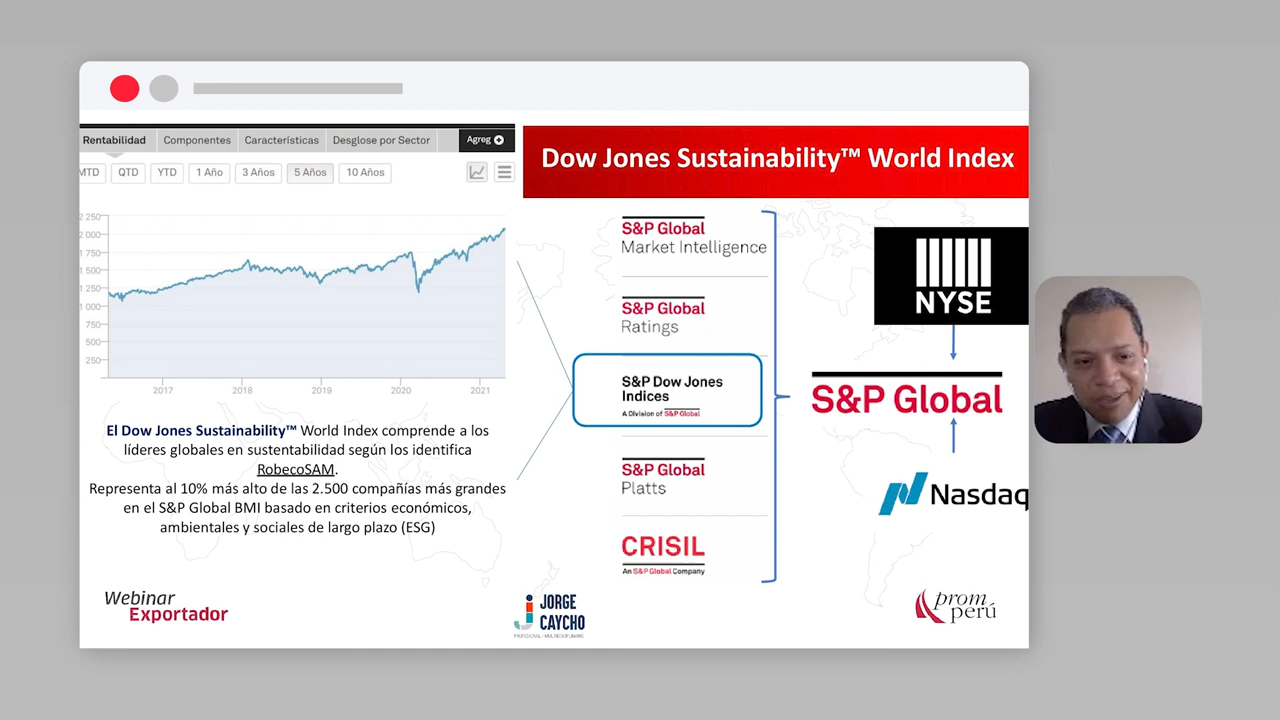 Rentabilidad
Componentes
Características
Desglose por Sector
Agreg
MTD
QTD
YTD
1 Año
3 Años
5 Años
10 Años
2 250
2 000
1 750
1 500
1 000
750
500
250
2017
2018
2019
2020
2021
El Dow Jones Sustainability™ World Index comprende a los
líderes globales en sustentabilidad según los identifica
RobecoSAM.
Representa al 10% más alto de las 2.500 compañías más grandes
en el S&P Global BMI basado en criterios económicos,
ambientales y sociales de largo plazo (ESG)
Dow Jones Sustainability™ World Index
S&P Global
Market Intelligence
S&P Global
Ratings
S&P Dow Jones
Indices
A Division of S&P Global
S&P Global
Platts
CRISIL
An S&P Global Company
NYSE
S&P Global
Nasdaq
Webinar
Exportador
JORGE
CAYCHO
PROFESIONAL - MULTIDISCIPLINARIO
prom
perú